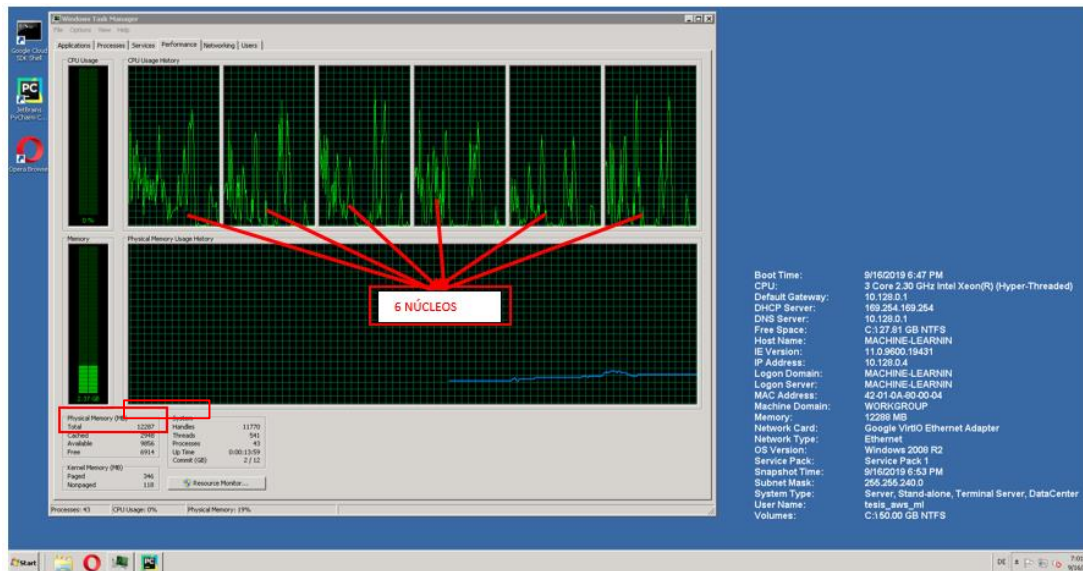 Windows Task Manager
File Options View Help
Applications Processes Services Performance Networking Users
CPU Usage
CPU Usage History
0 %
Memory
Physical Memory Usage History
2.37 GB
6 NÚCLEOS
Physical Memory (MB)
Total 12287
Cached 2948
Available 9856
Free 6914
Kernel Memory (MB)
Paged 346
Nonpaged 118
System
Handles 11770
Threads 541
Processes 43
Up Time 0:00:13:59
Commit (GB) 2 / 12
Resource Monitor...
Processes: 43 CPU Usage: 0% Physical Memory: 19%
Google Cloud
SDK Shell
PC
JetBrains
PyCharm C...
Opera Browser
Boot Time: 9/16/2019 6:47 PM
CPU: 3 Core 2.30 GHz Intel Xeon(R) (Hyper-Threaded)
Default Gateway: 10.128.0.1
DHCP Server: 169.254.169.254
DNS Server: 10.128.0.1
Free Space: C:\ 27.81 GB NTFS
Host Name: MACHINE-LEARNIN
IE Version: 11.0.9600.19431
IP Address: 10.128.0.4
Logon Domain: MACHINE-LEARNIN
Logon Server: MACHINE-LEARNIN
MAC Address: 42-01-0A-80-00-04
Machine Domain: WORKGROUP
Memory: 12288 MB
Network Card: Google VirtIO Ethernet Adapter
Network Type: Ethernet
OS Version: Windows 2008 R2
Service Pack: Service Pack 1
Snapshot Time: 9/16/2019 6:53 PM
Subnet Mask: 255.255.240.0
System Type: Server, Stand-alone, Terminal Server, DataCenter
User Name: tesis_aws_ml
Volumes: C:\ 50.00 GB NTFS
Start
PC
DE
7:01